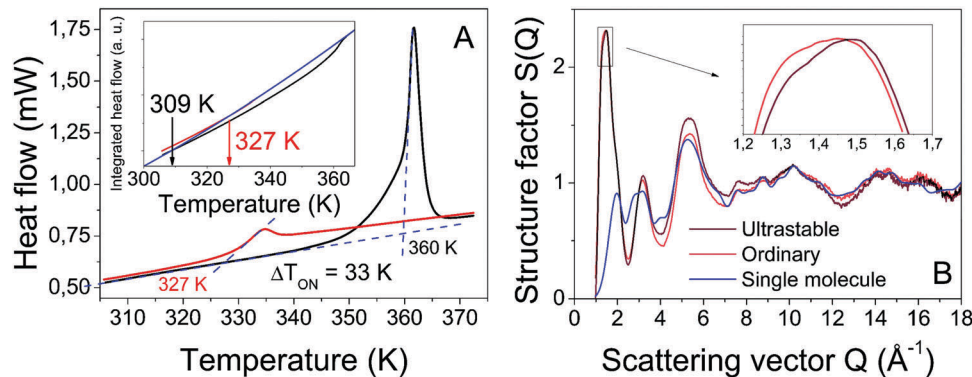 A
Heat flow (mW)
1,75
1,50
1,25
1,00
0,75
0,50
305 310 320 330 340 350 360 370
Temperature (K)
327 K
ΔT_ON = 33 K
360 K
Integrated heat flow (a. u.)
309 K
327 K
300 320 340 360
Temperature (K)
B
Structure factor S(Q)
2
1
0
0 2 4 6 8 10 12 14 16 18
Scattering vector Q (Å⁻¹)
1,2 1,3 1,4 1,5 1,6 1,7
Ultrastable
Ordinary
Single molecule